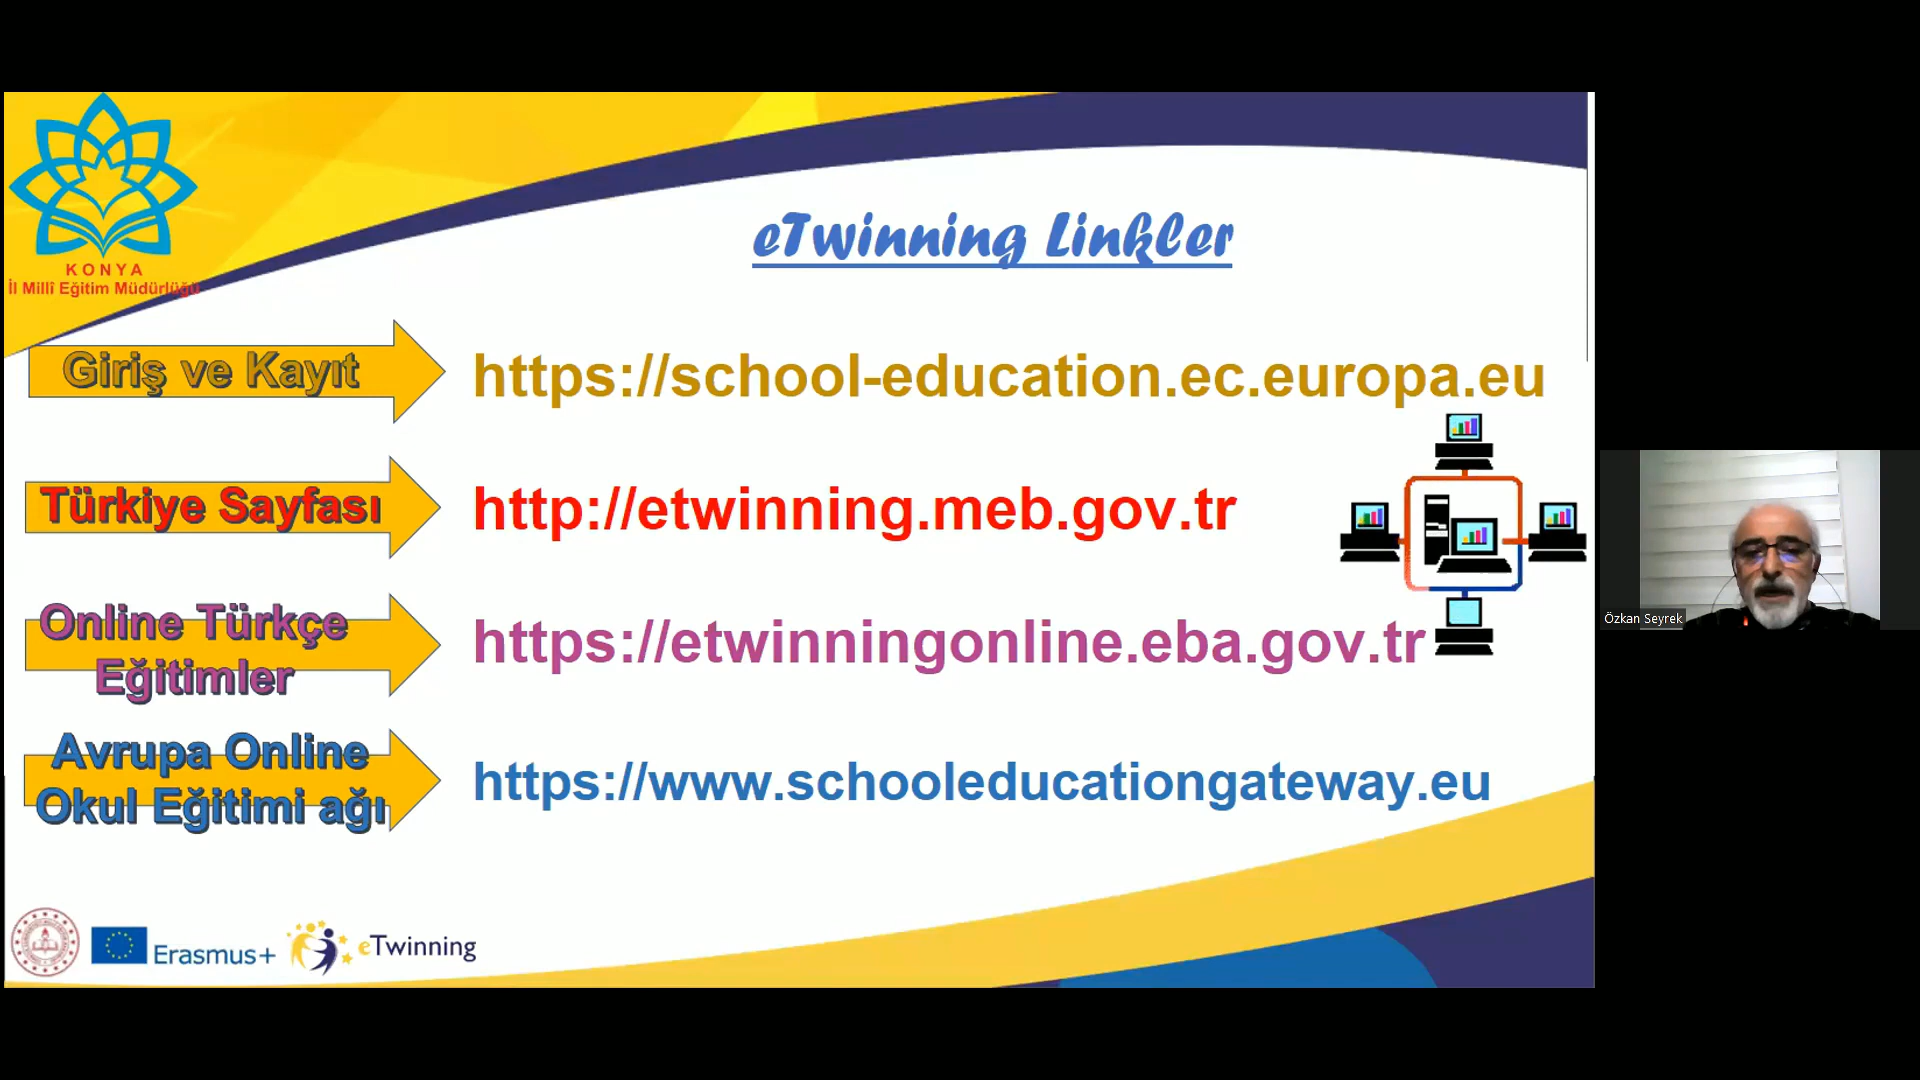 KONYA
İl Millî Eğitim Müdürlüğü
eTwinning Linkler
Giriş ve Kayıt
https://school-education.ec.europa.eu
Türkiye Sayfası
http://etwinning.meb.gov.tr
Online Türkçe
Eğitimler
https://etwinningonline.eba.gov.tr
Avrupa Online
Okul Eğitimi ağı
https://www.schooleducationgateway.eu
Erasmus+
eTwinning
Özkan Seyrek